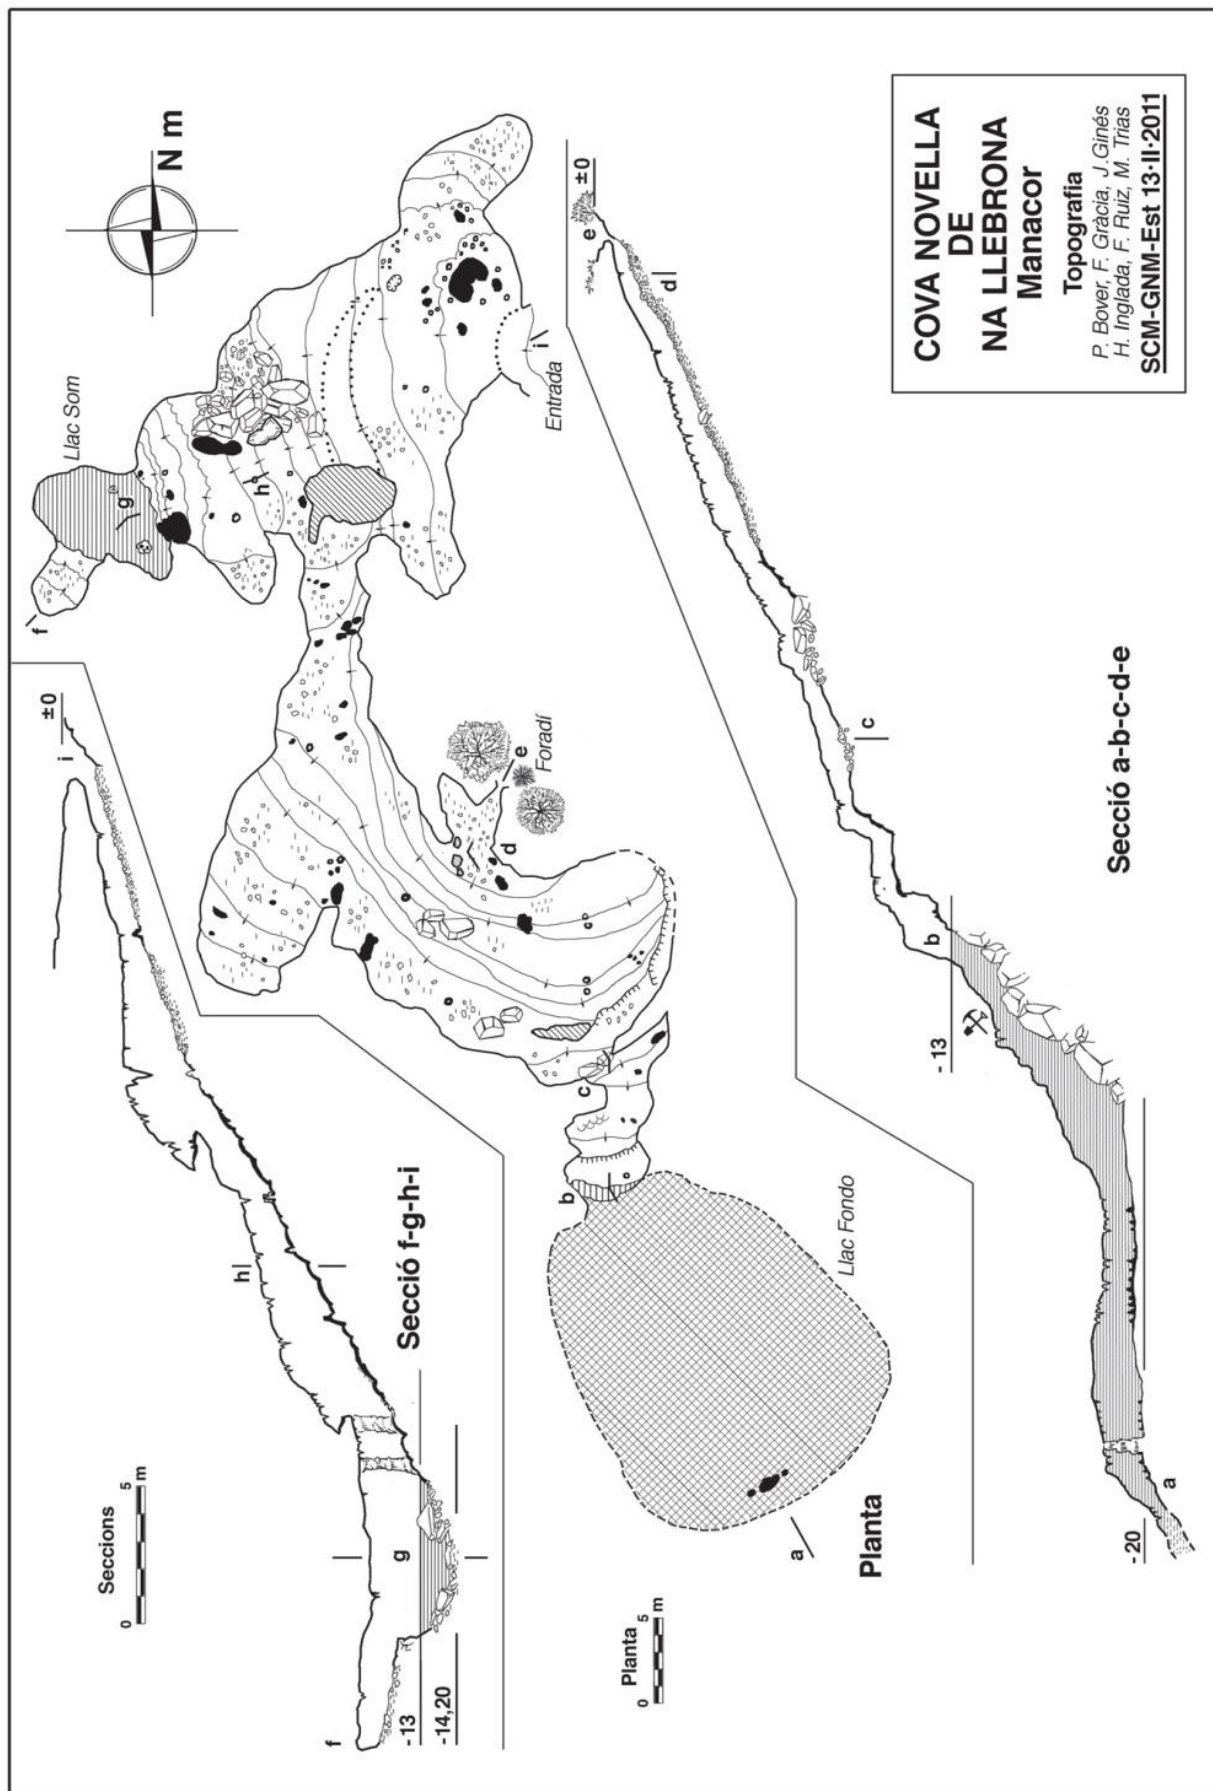 COVA NOVELLA
DE
NA LLEBRONA
Manacor
Topografia
P. Bover, F. Gràcia, J. Ginés
H. Inglada, F. Ruiz, M. Trias
SCM-GNM-Est 13·II·2011
N m
Llac Som
g
f
h
i
Entrada
e
Foradí
d
c
b
Llac Fondo
a
Planta
Planta
0
5 m
Seccions
0
5 m
Secció f-g-h-i
f
g
h
i
±0
-13
-14,20
Secció a-b-c-d-e
a
b
c
d
e
±0
-13
-20